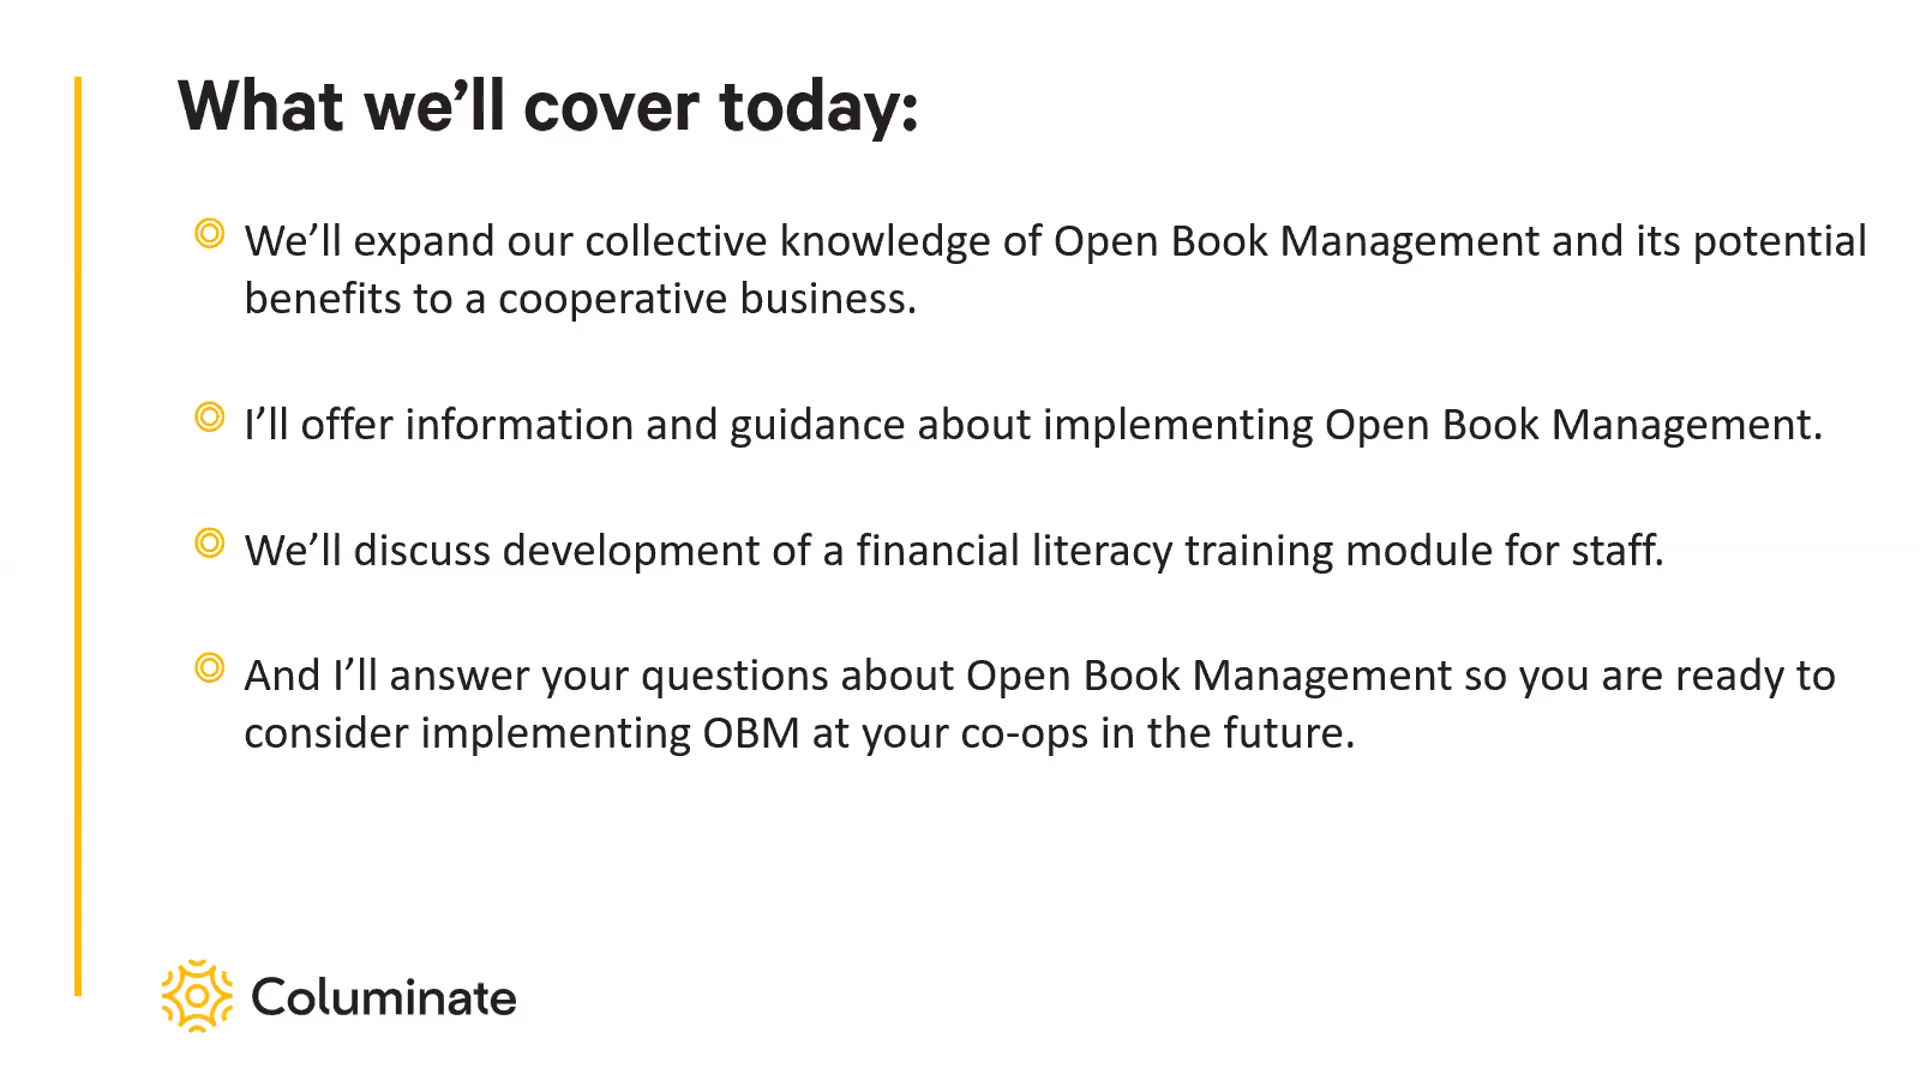 What we’ll cover today:
We’ll expand our collective knowledge of Open Book Management and its potential
benefits to a cooperative business.
I’ll offer information and guidance about implementing Open Book Management.
We’ll discuss development of a financial literacy training module for staff.
And I’ll answer your questions about Open Book Management so you are ready to
consider implementing OBM at your co-ops in the future.
Columinate